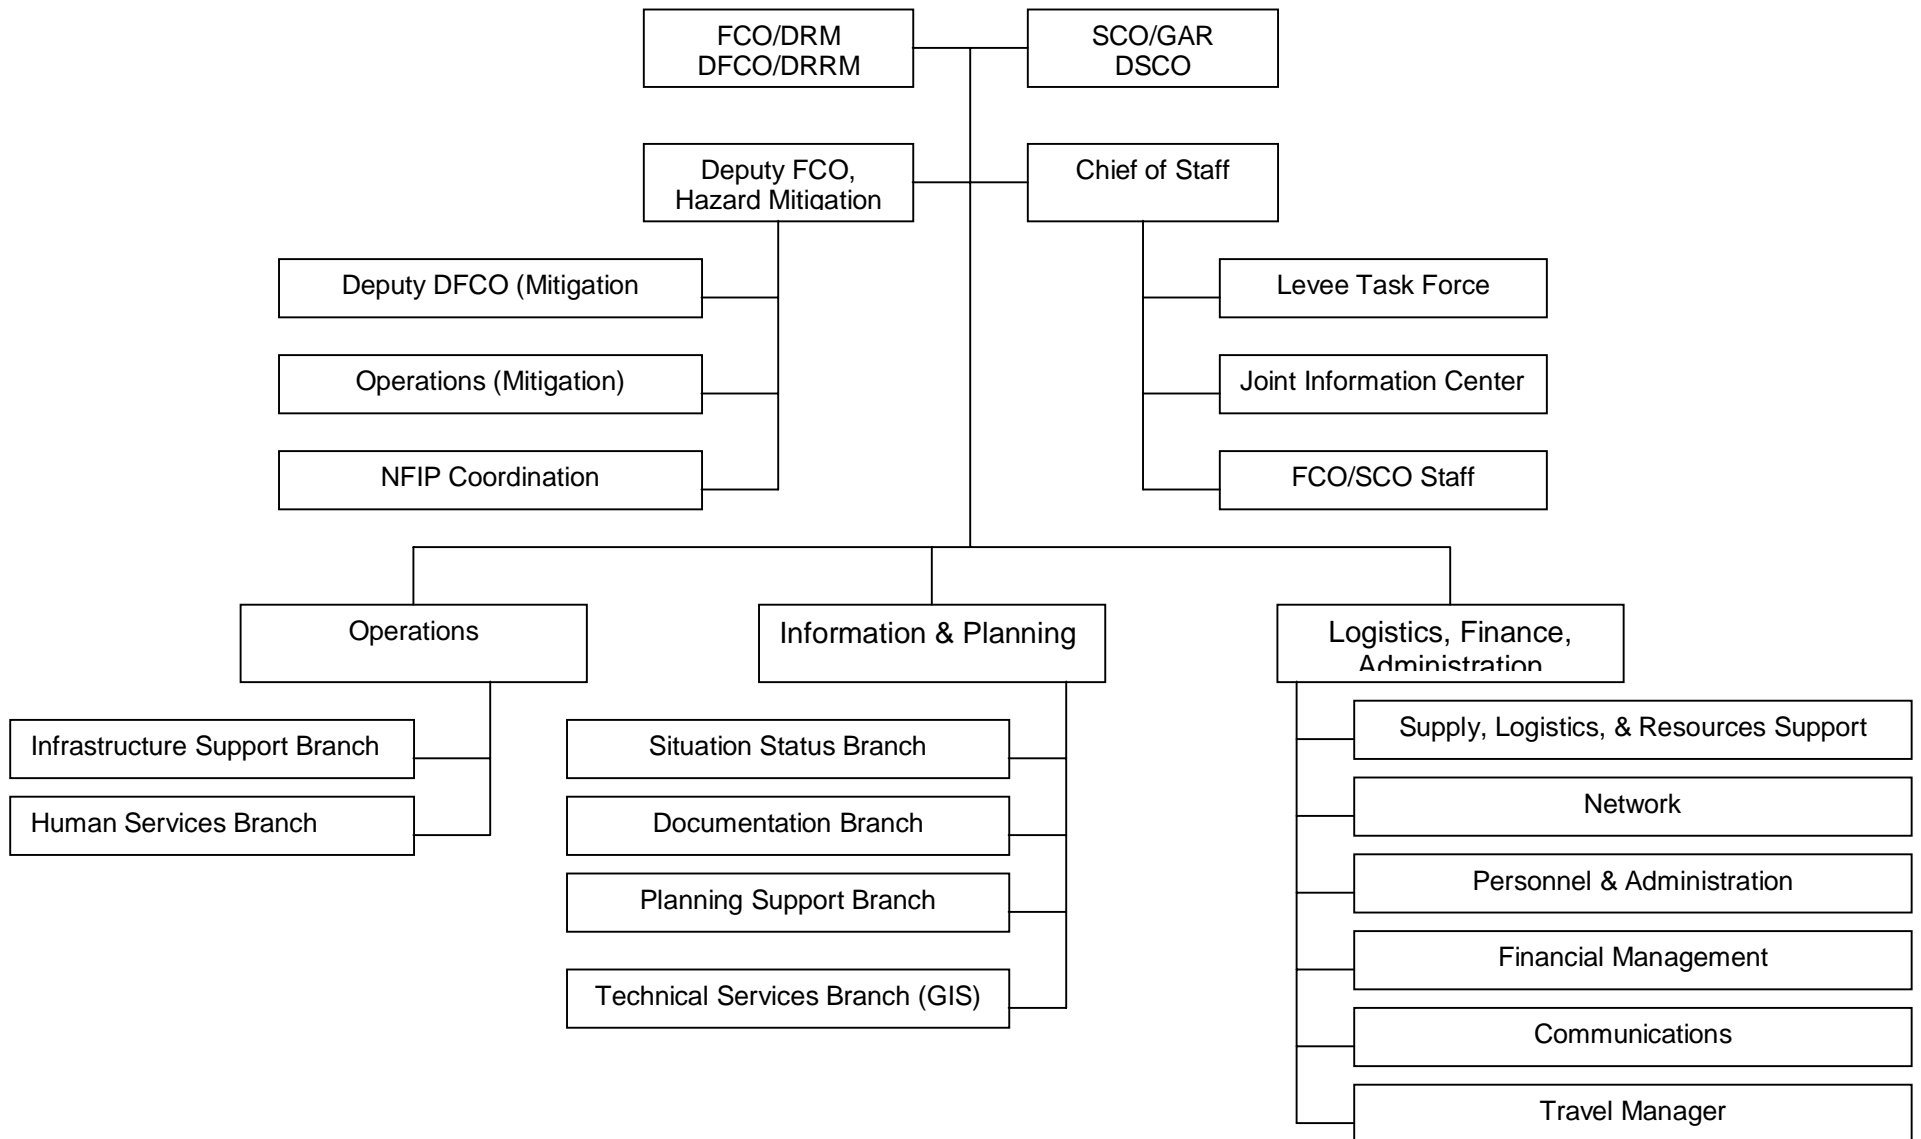 FCO/DRM
DFCO/DRRM
SCO/GAR
DSCO
Deputy FCO,
Hazard Mitigation
Chief of Staff
Deputy DFCO (Mitigation
Levee Task Force
Operations (Mitigation)
Joint Information Center
NFIP Coordination
FCO/SCO Staff
Operations
Information & Planning
Logistics, Finance,
Administration
Infrastructure Support Branch
Human Services Branch
Situation Status Branch
Documentation Branch
Planning Support Branch
Technical Services Branch (GIS)
Supply, Logistics, & Resources Support
Network
Personnel & Administration
Financial Management
Communications
Travel Manager